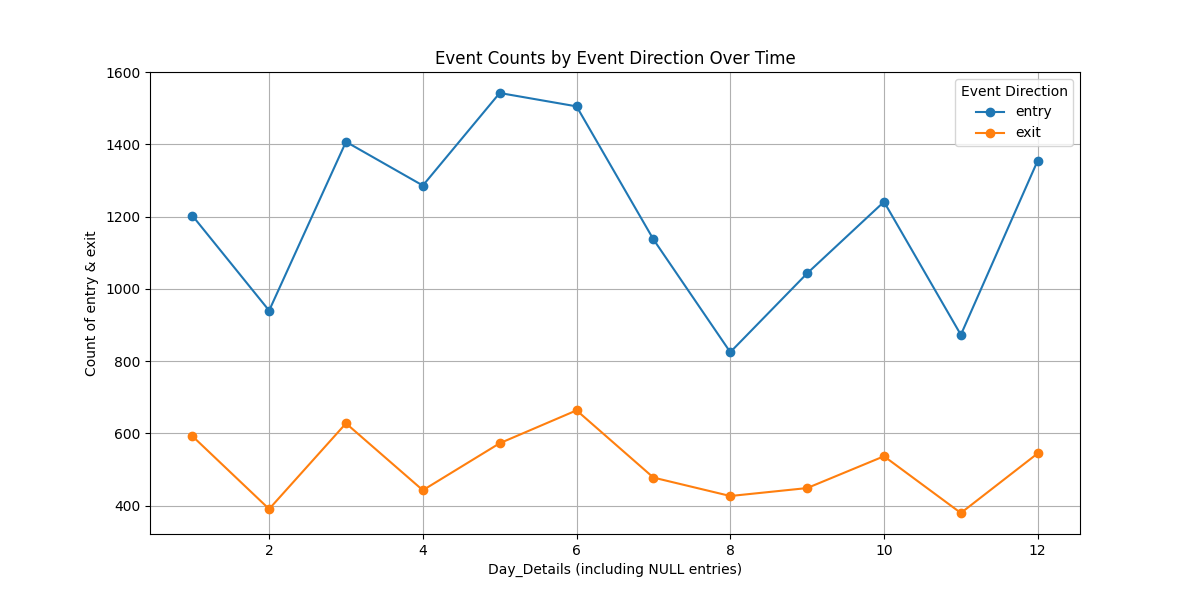 Event Counts by Event Direction Over Time
Event Direction
entry
exit
Count of entry & exit
1600
1400
1200
1000
800
600
400
2 4 6 8 10 12
Day_Details (including NULL entries)